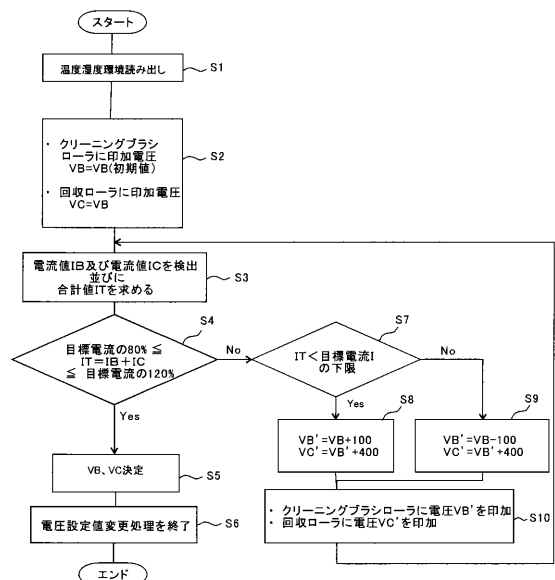 スタート
温度湿度環境読み出し
S1
・ クリーニングブラシ
ローラに印加電圧
VB=VB(初期値)
・ 回収ローラに印加電圧
VC=VB
S2
電流値IB及び電流値ICを検出
並びに
合計値ITを求める
S3
S4
目標電流の80% ≦
IT=IB+IC
≦ 目標電流の120%
No
Yes
S7
IT<目標電流I
の下限
No
Yes
S8
VB'=VB+100
VC'=VB'+400
S9
VB'=VB-100
VC'=VB'+400
VB、VC決定
S5
・ クリーニングブラシローラに電圧VB'を印加
・ 回収ローラに電圧VC'を印加
S10
電圧設定値変更処理を終了
S6
エンド